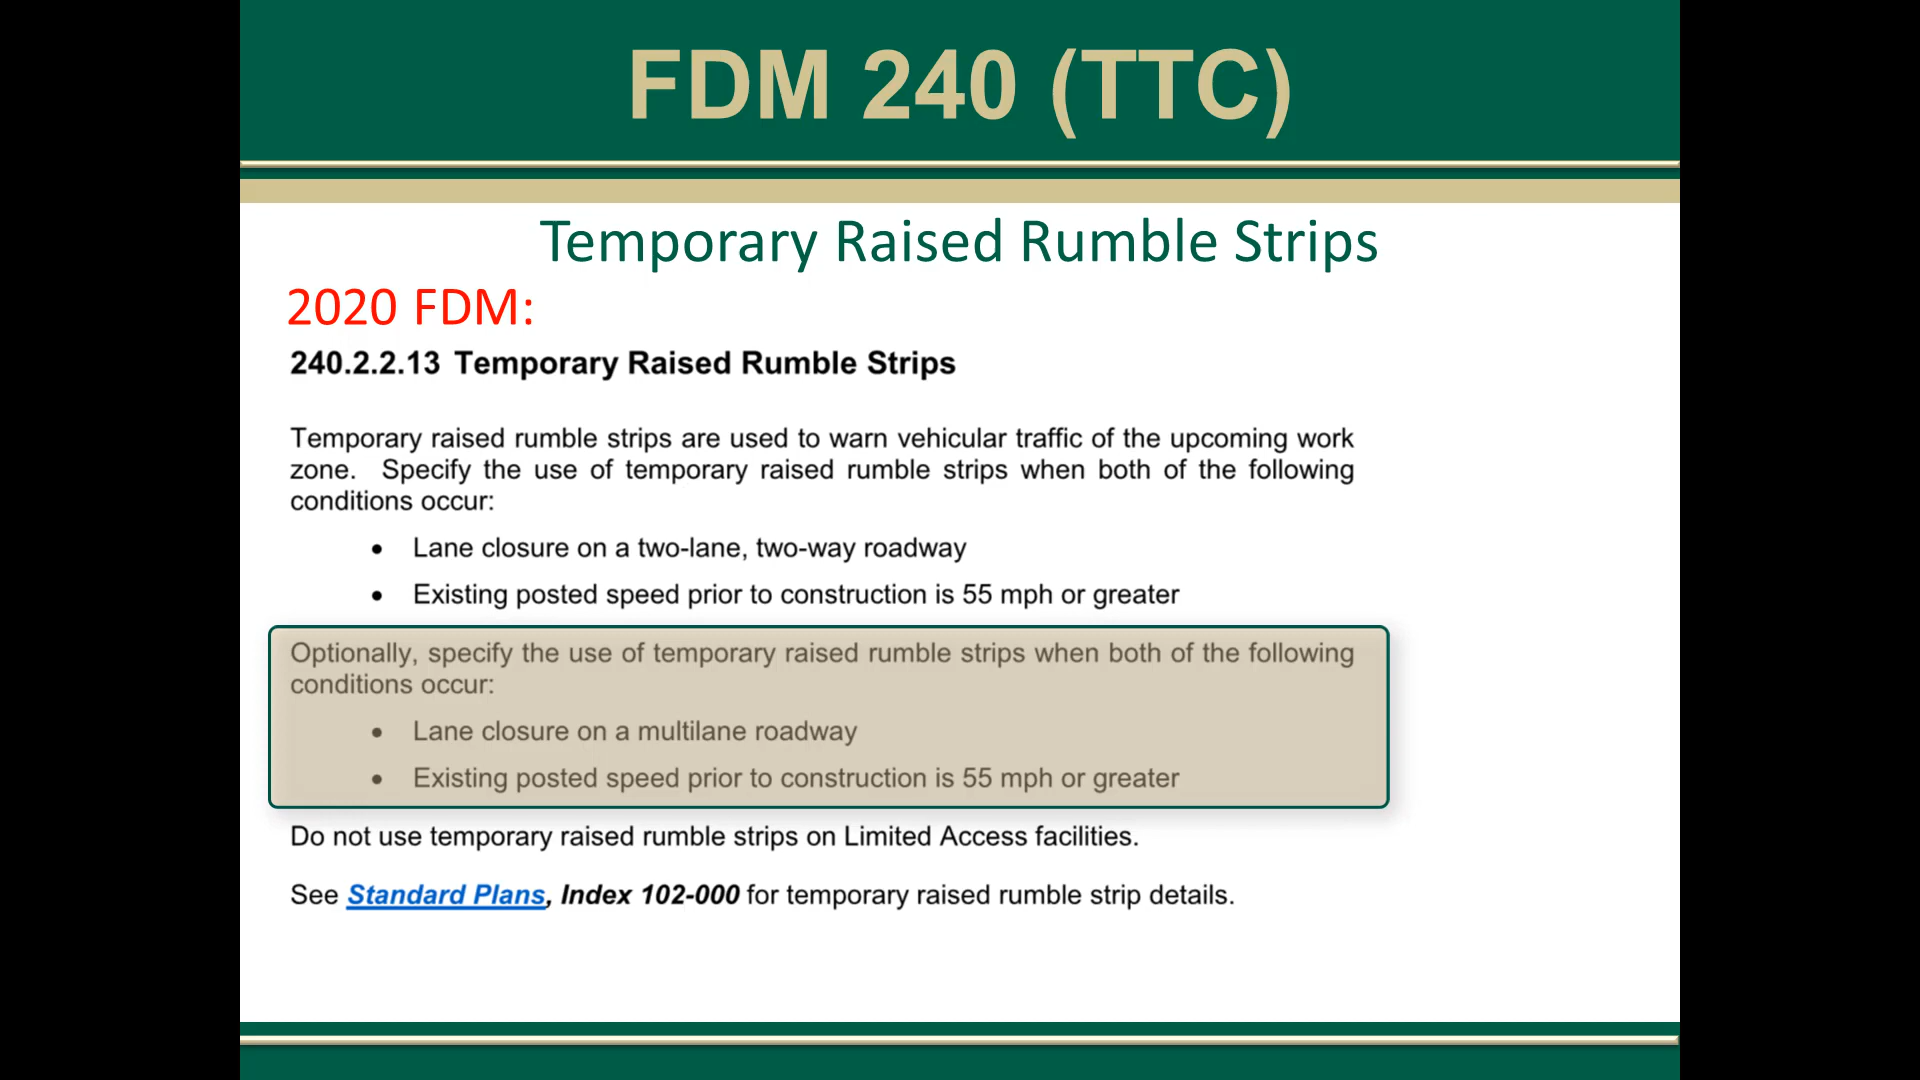 FDM 240 (TTC)
Temporary Raised Rumble Strips
2020 FDM:
240.2.2.13 Temporary Raised Rumble Strips
Temporary raised rumble strips are used to warn vehicular traffic of the upcoming work
zone. Specify the use of temporary raised rumble strips when both of the following
conditions occur:
• Lane closure on a two-lane, two-way roadway
• Existing posted speed prior to construction is 55 mph or greater
Optionally, specify the use of temporary raised rumble strips when both of the following
conditions occur:
• Lane closure on a multilane roadway
• Existing posted speed prior to construction is 55 mph or greater
Do not use temporary raised rumble strips on Limited Access facilities.
See Standard Plans, Index 102-000 for temporary raised rumble strip details.